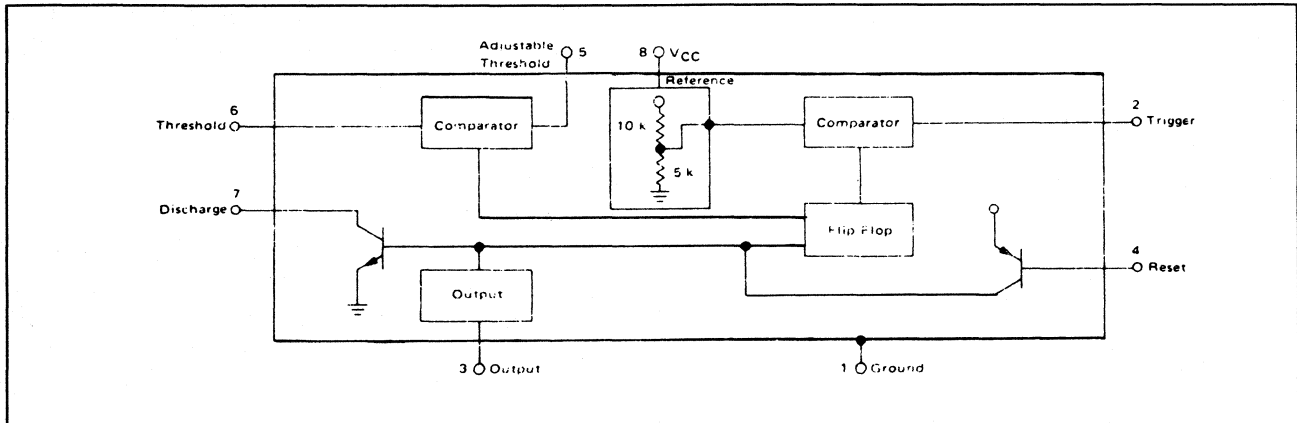 Adjustable
Threshold
5
8
VCC
Reference
6
Threshold
Comparator
10 k
5 k
Comparator
2
Trigger
7
Discharge
Flip Flop
4
Reset
Output
3
Output
1
Ground